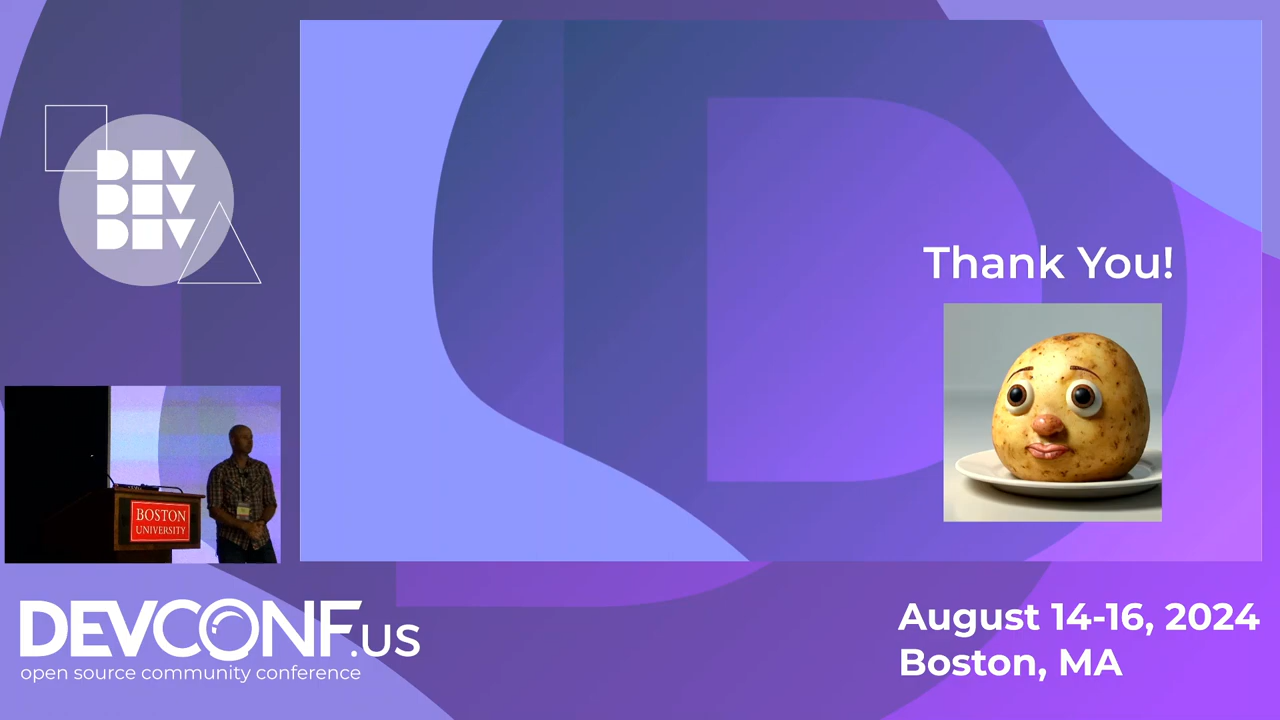 DEV
DEV
DEV
Thank You!
BOSTON
UNIVERSITY
DEVCONF.US
open source community conference
August 14-16, 2024
Boston, MA